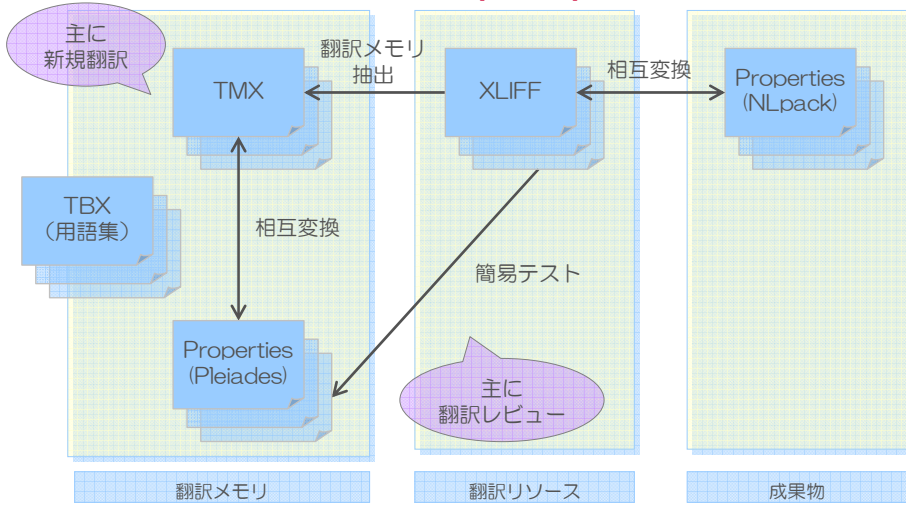 主に
新規翻訳
TMX
翻訳メモリ
抽出
XLIFF
相互変換
Properties
(NLpack)
TBX
（用語集）
相互変換
簡易テスト
Properties
(Pleiades)
主に
翻訳レビュー
翻訳メモリ
翻訳リソース
成果物